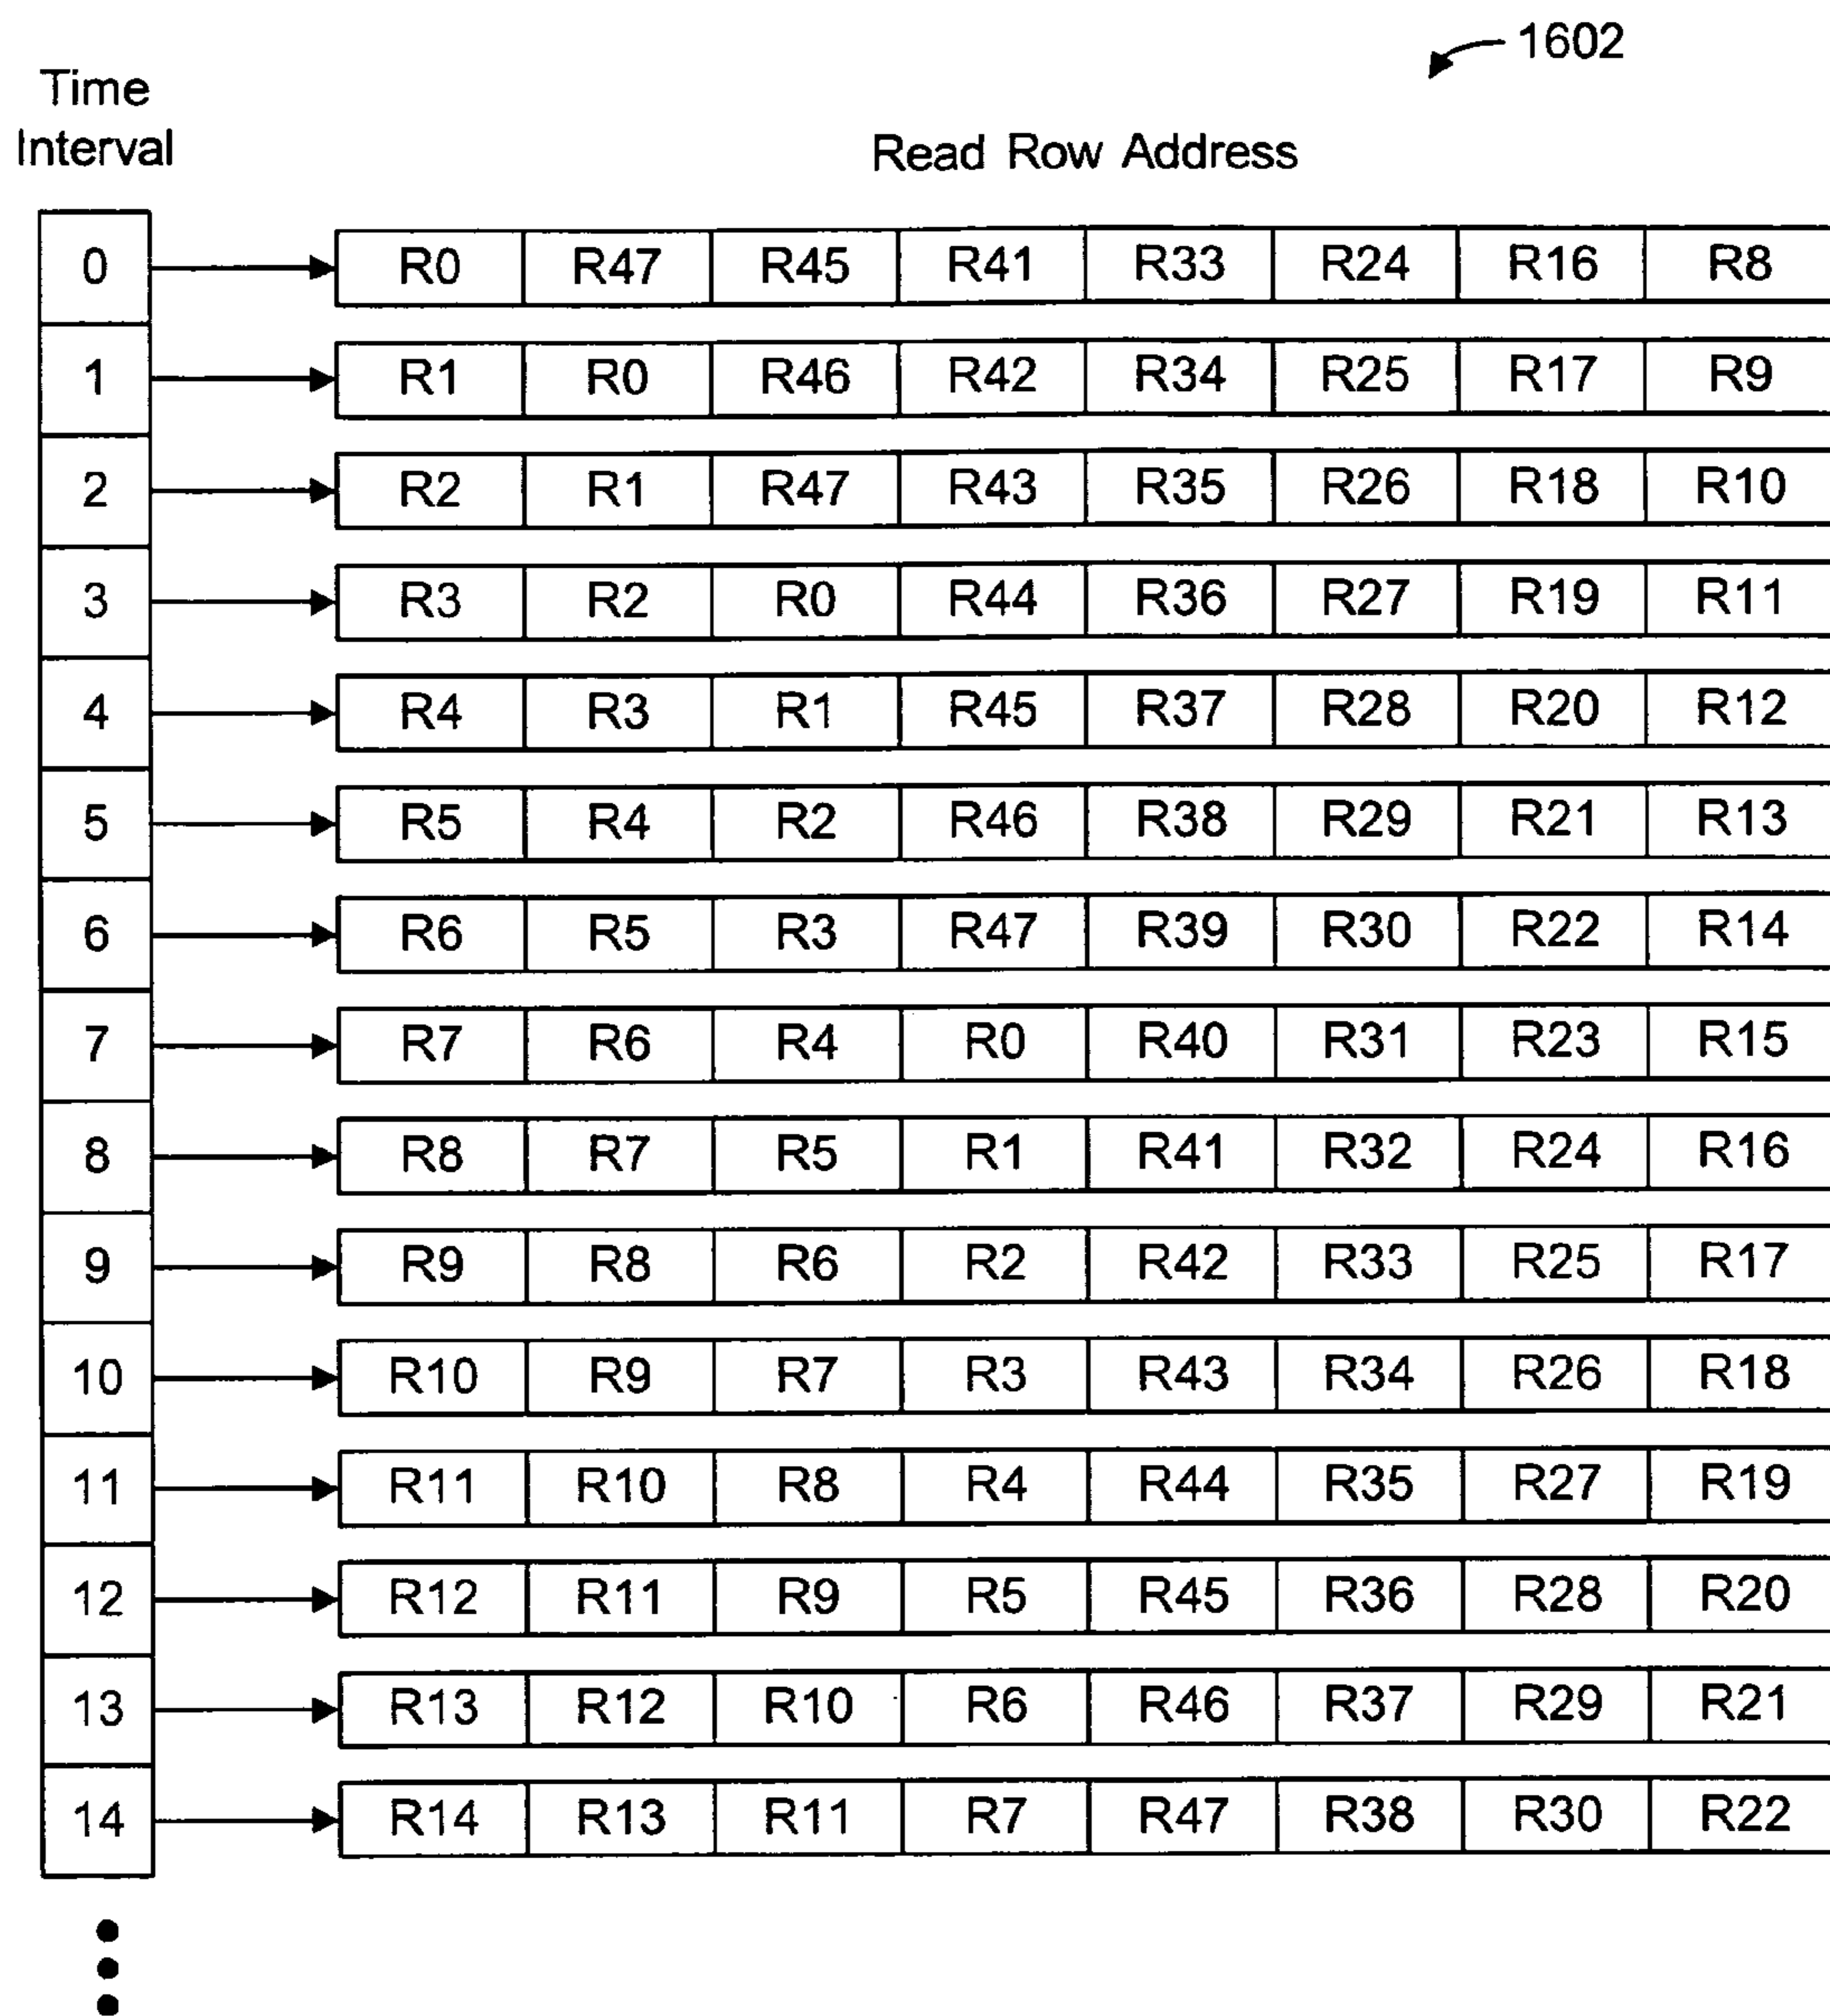 1602
Time
Interval
Read Row Address
0 R0 R47 R45 R41 R33 R24 R16 R8
1 R1 R0 R46 R42 R34 R25 R17 R9
2 R2 R1 R47 R43 R35 R26 R18 R10
3 R3 R2 R0 R44 R36 R27 R19 R11
4 R4 R3 R1 R45 R37 R28 R20 R12
5 R5 R4 R2 R46 R38 R29 R21 R13
6 R6 R5 R3 R47 R39 R30 R22 R14
7 R7 R6 R4 R0 R40 R31 R23 R15
8 R8 R7 R5 R1 R41 R32 R24 R16
9 R9 R8 R6 R2 R42 R33 R25 R17
10 R10 R9 R7 R3 R43 R34 R26 R18
11 R11 R10 R8 R4 R44 R35 R27 R19
12 R12 R11 R9 R5 R45 R36 R28 R20
13 R13 R12 R10 R6 R46 R37 R29 R21
14 R14 R13 R11 R7 R47 R38 R30 R22